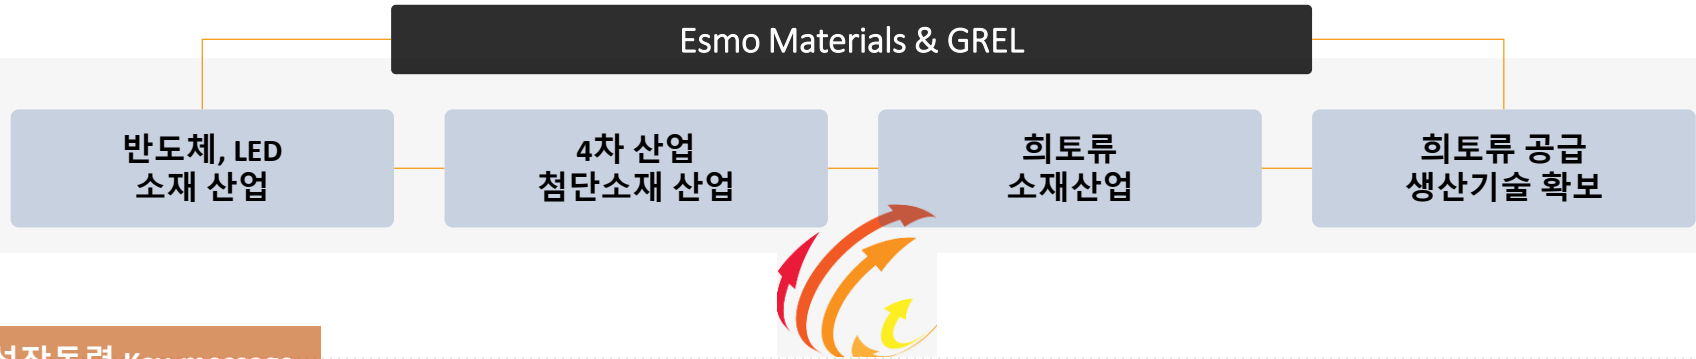 Esmo Materials & GREL
반도체, LED
소재 산업
4차 산업
첨단소재 산업
희토류
소재산업
희토류 공급
생산기술 확보